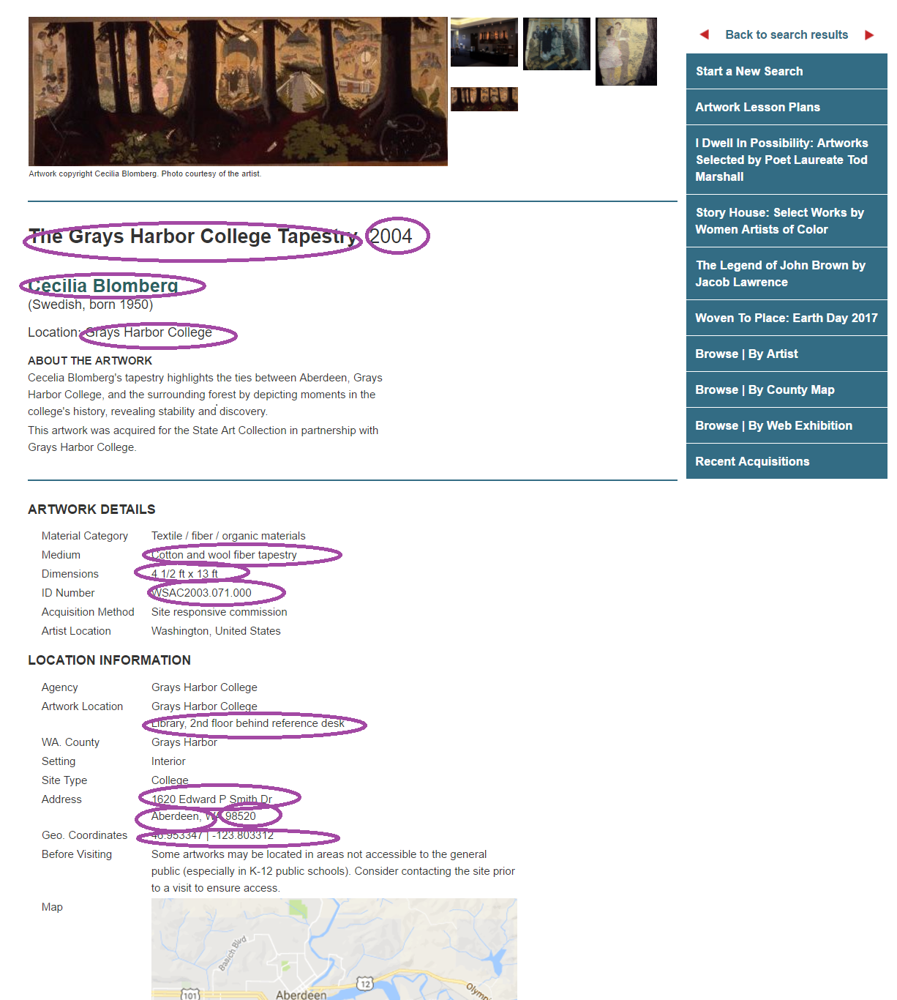 Artwork copyright Cecilia Blomberg. Photo courtesy of the artist.
The Grays Harbor College Tapestry, 2004
Cecilia Blomberg
(Swedish, born 1950)
Location: Grays Harbor College
ABOUT THE ARTWORK
Cecelia Blomberg's tapestry highlights the ties between Aberdeen, Grays
Harbor College, and the surrounding forest by depicting moments in the
college's history, revealing stability and discovery.
This artwork was acquired for the State Art Collection in partnership with
Grays Harbor College.
ARTWORK DETAILS
Material Category Textile / fiber / organic materials
Medium Cotton and wool fiber tapestry
Dimensions 4 1/2 ft x 13 ft
ID Number WSAC2003.071.000
Acquisition Method Site responsive commission
Artist Location Washington, United States
LOCATION INFORMATION
Agency Grays Harbor College
Artwork Location Grays Harbor College
Library, 2nd floor behind reference desk
WA. County Grays Harbor
Setting Interior
Site Type College
Address 1620 Edward P Smith Dr
Aberdeen, WA 98520
Geo. Coordinates 46.953347 | -123.803312
Before Visiting Some artworks may be located in areas not accessible to the general
public (especially in K-12 public schools). Consider contacting the site prior
to a visit to ensure access.
Map
Basich Blvd
12
101
Aberdeen
Back to search results
Start a New Search
Artwork Lesson Plans
I Dwell In Possibility: Artworks
Selected by Poet Laureate Tod
Marshall
Story House: Select Works by
Women Artists of Color
The Legend of John Brown by
Jacob Lawrence
Woven To Place: Earth Day 2017
Browse | By Artist
Browse | By County Map
Browse | By Web Exhibition
Recent Acquisitions